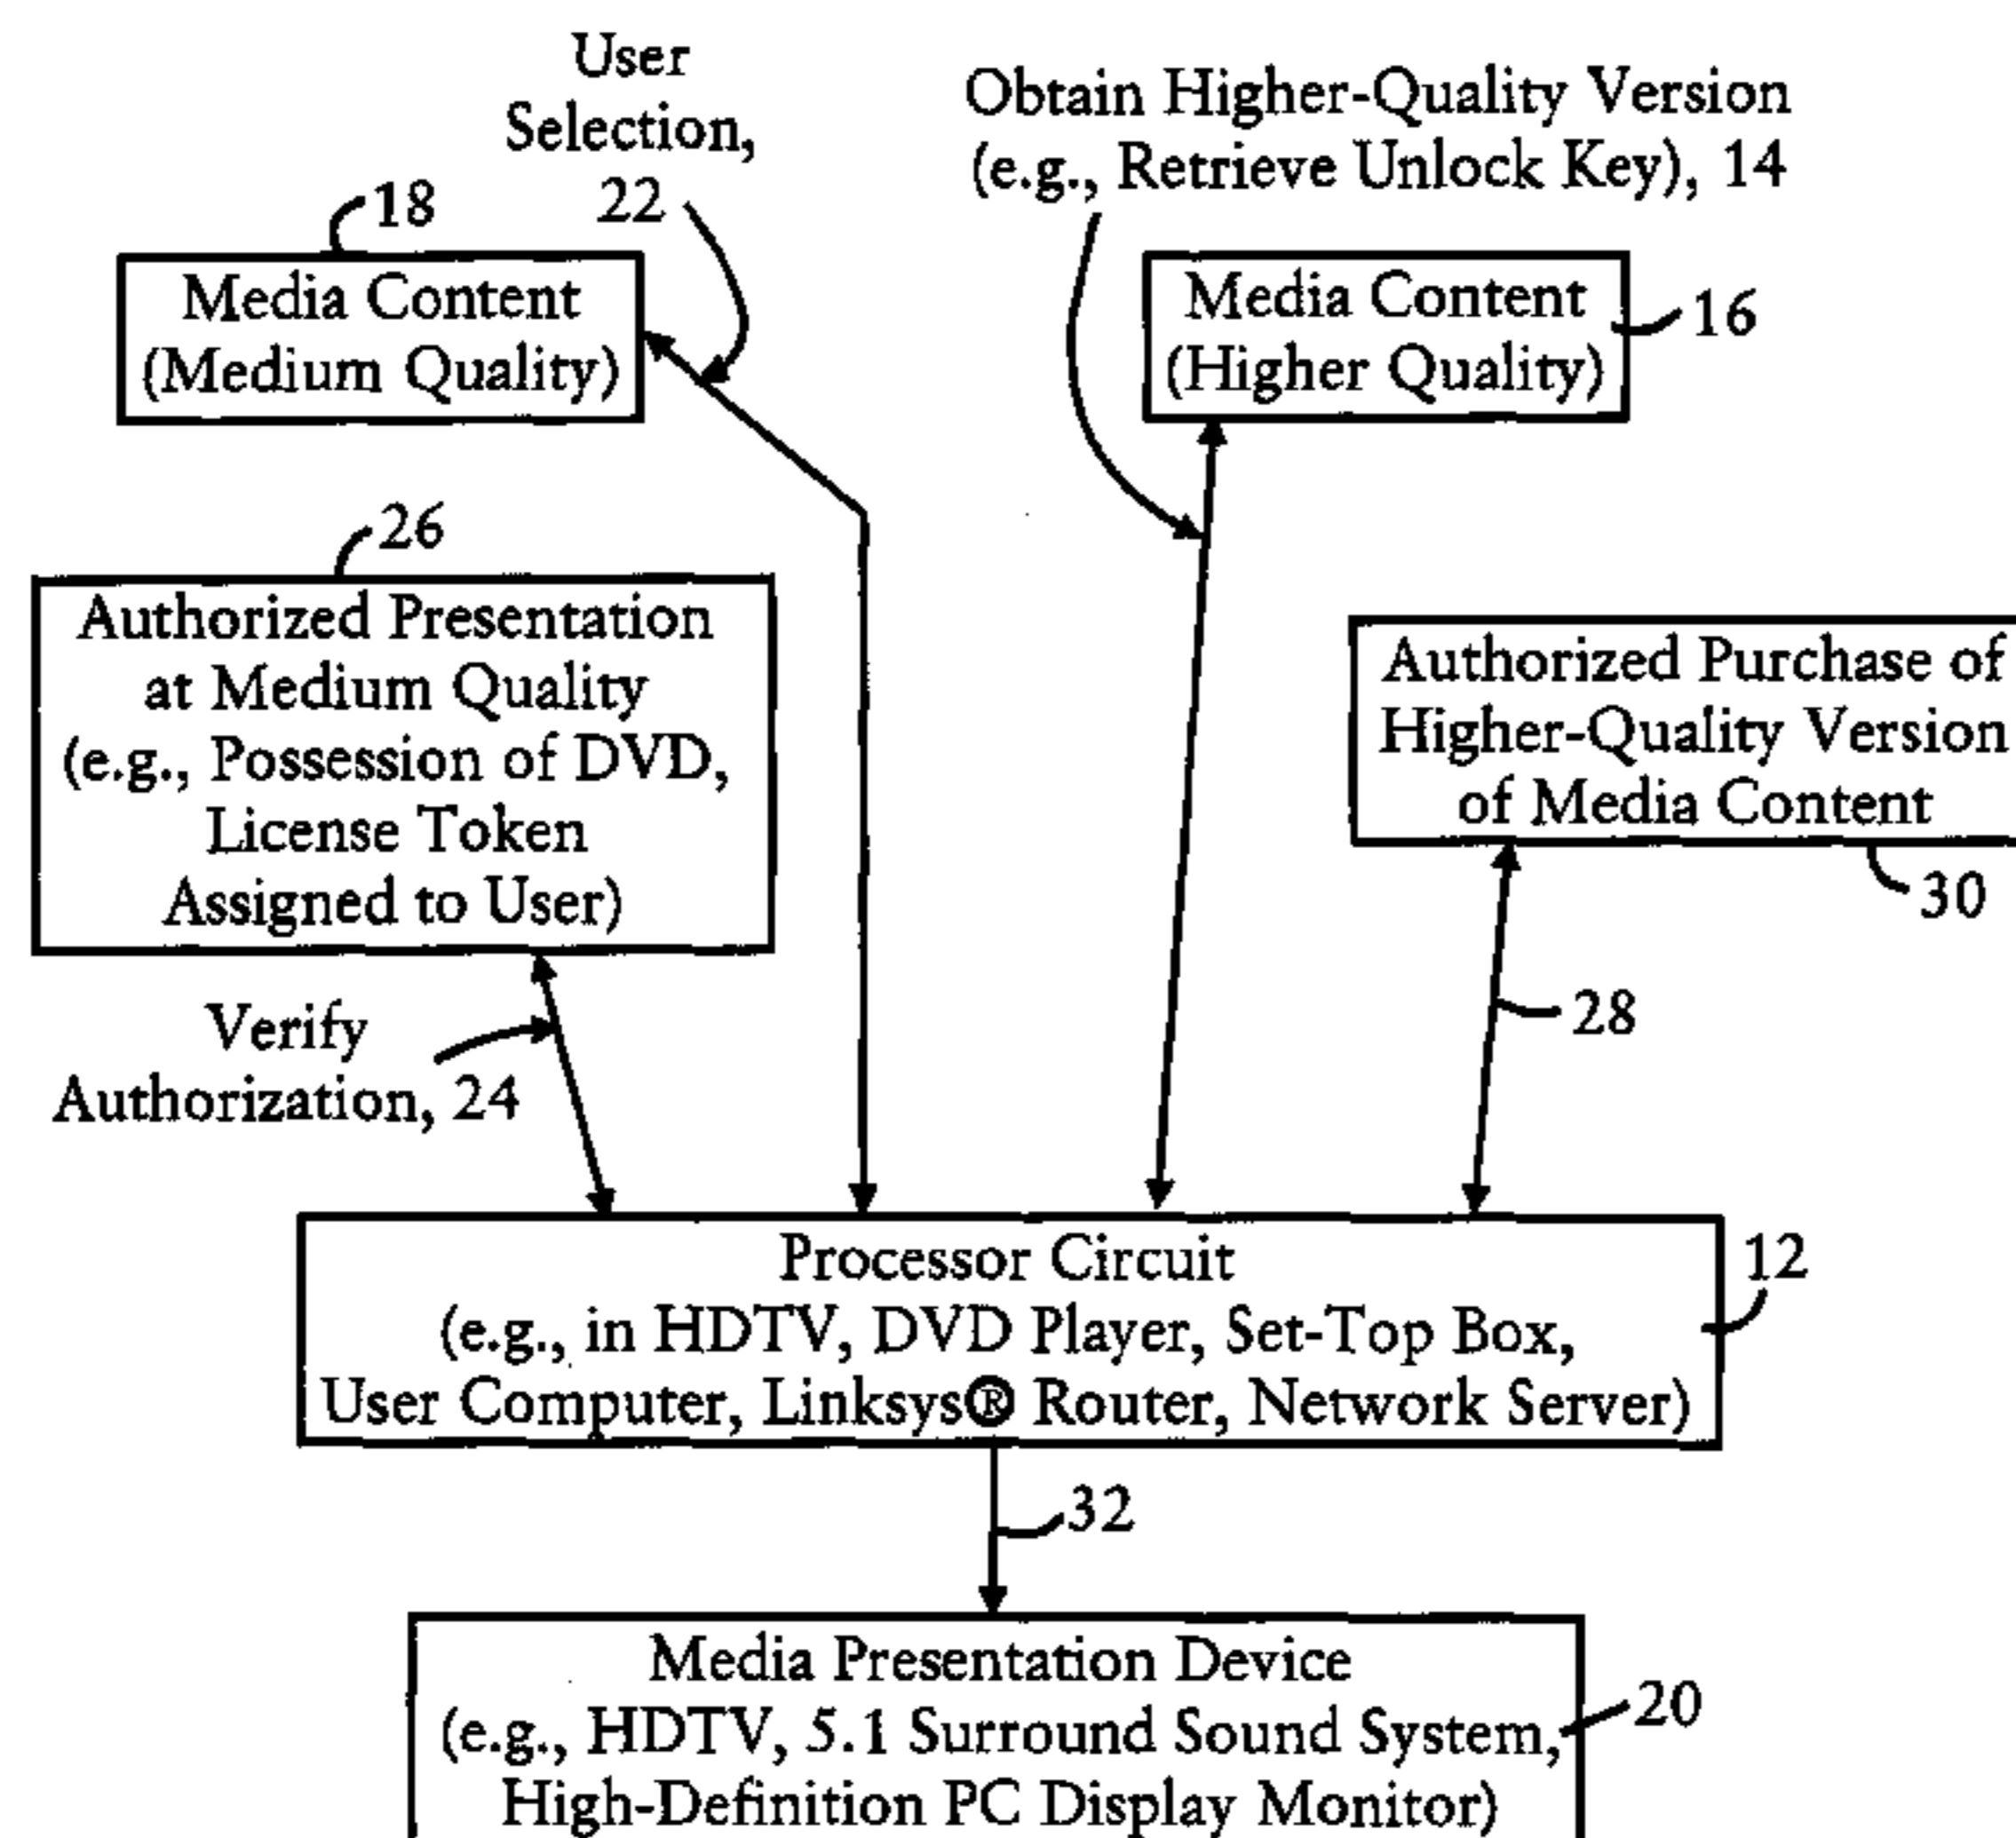 User
Selection,
22
Obtain Higher-Quality Version
(e.g., Retrieve Unlock Key), 14
18
Media Content
(Medium Quality)
Media Content
(Higher Quality)
16
26
Authorized Presentation
at Medium Quality
(e.g., Possession of DVD,
License Token
Assigned to User)
Authorized Purchase of
Higher-Quality Version
of Media Content
30
28
Verify
Authorization, 24
Processor Circuit
(e.g., in HDTV, DVD Player, Set-Top Box,
User Computer, Linksys® Router, Network Server)
12
32
Media Presentation Device
(e.g., HDTV, 5.1 Surround Sound System,
High-Definition PC Display Monitor)
20